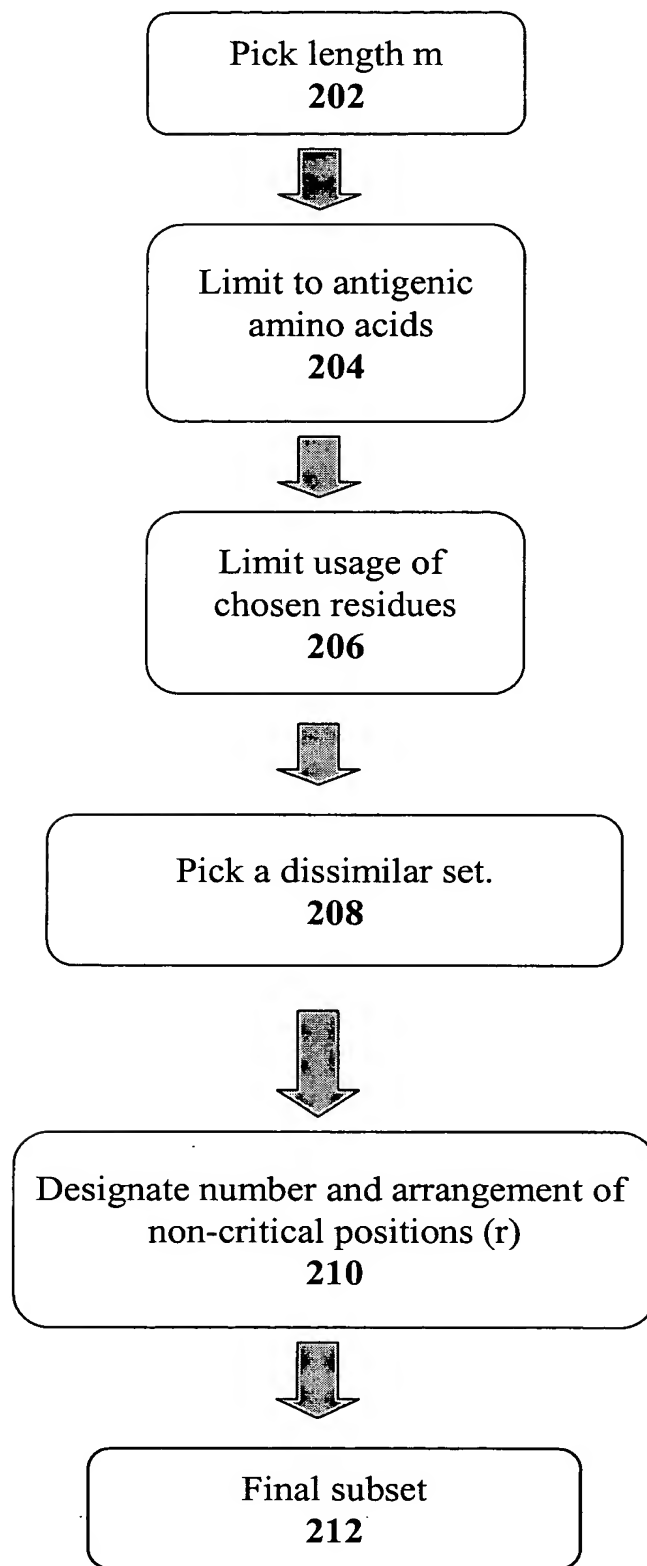 Pick length m
202
Limit to antigenic
amino acids
204
Limit usage of
chosen residues
206
Pick a dissimilar set.
208
Designate number and arrangement of
non-critical positions (r)
210
Final subset
212